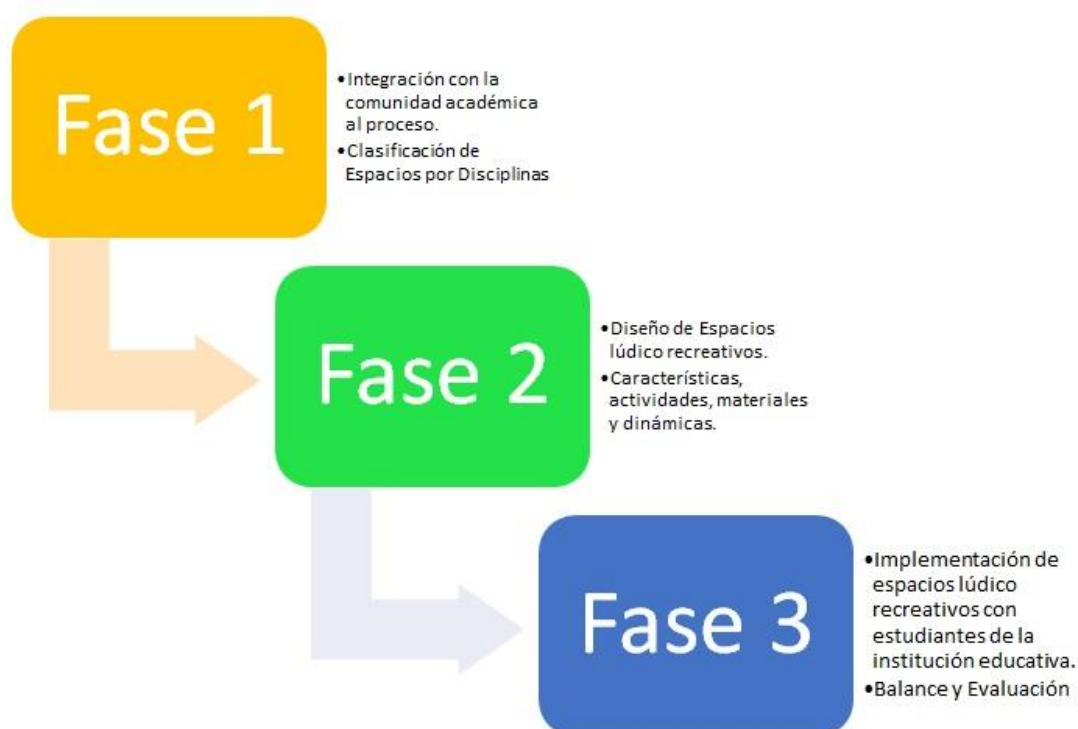 Fase 1
•Integración con la
comunidad académica
al proceso.
•Clasificación de
Espacios por Disciplinas
Fase 2
•Diseño de Espacios
lúdico recreativos.
•Características,
actividades, materiales
y dinámicas.
Fase 3
•Implementación de
espacios lúdico
recreativos con
estudiantes de la
institución educativa.
•Balance y Evaluación